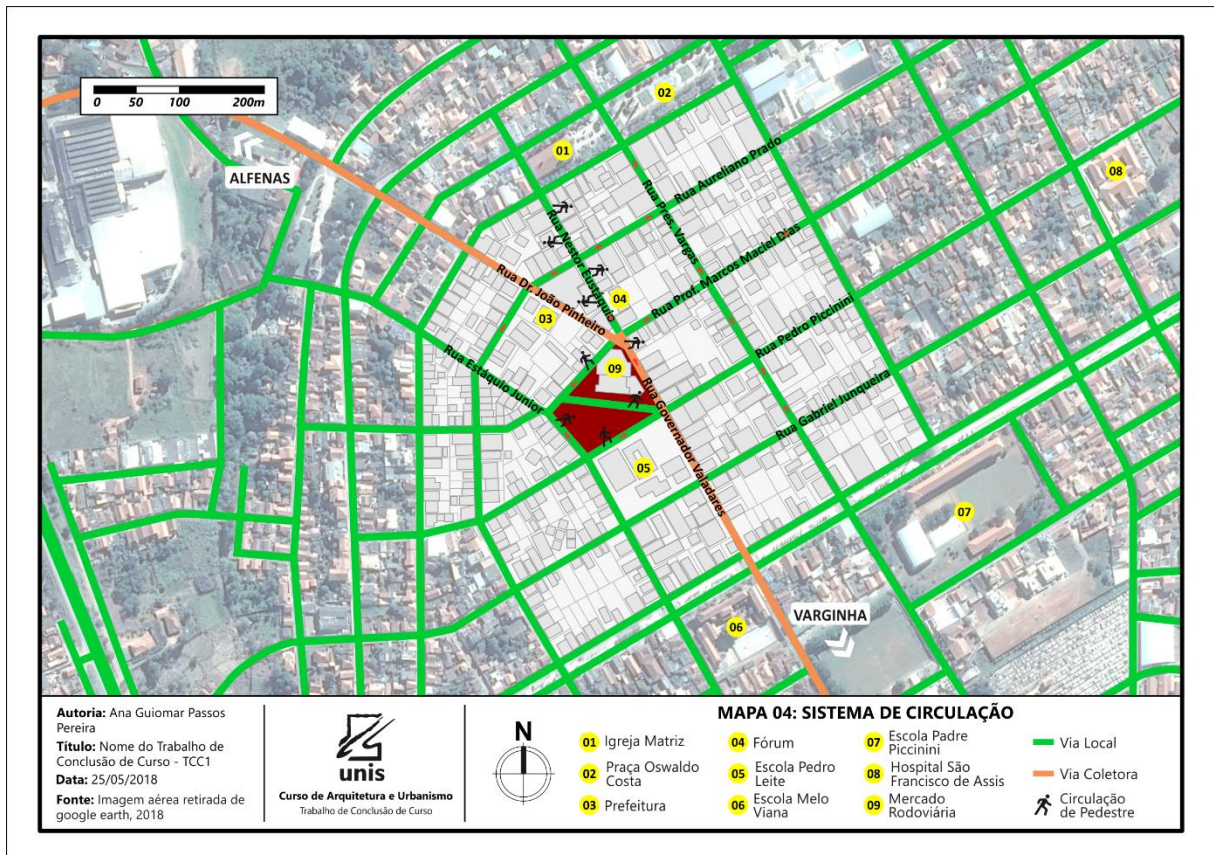 0 50 100 200m
02
01
ALFENAS
08
Rua Aureliano Prado
Rua Pres. Vargas
Rua Nestor Eustáquio
Rua Prof. Marcos Maciel Dias
Rua Dr. João Pinheiro
04
03
Rua Estáquio Junior
09
Rua Pedro Piccinini
Rua Governador Valadares
Rua Gabriel Junqueira
05
07
06
VARGINHA
Autoria: Ana Guiomar Passos
Pereira
Título: Nome do Trabalho de
Conclusão de Curso - TCC1
Data: 25/05/2018
Fonte: Imagem aérea retirada de
google earth, 2018
unis
Curso de Arquitetura e Urbanismo
Trabalho de Conclusão de Curso
N
MAPA 04: SISTEMA DE CIRCULAÇÃO
01 Igreja Matriz
02 Praça Oswaldo
Costa
03 Prefeitura
04 Fórum
05 Escola Pedro
Leite
06 Escola Melo
Viana
07 Escola Padre
Piccinini
08 Hospital São
Francisco de Assis
09 Mercado
Rodoviária
Via Local
Via Coletora
Circulação
de Pedestre